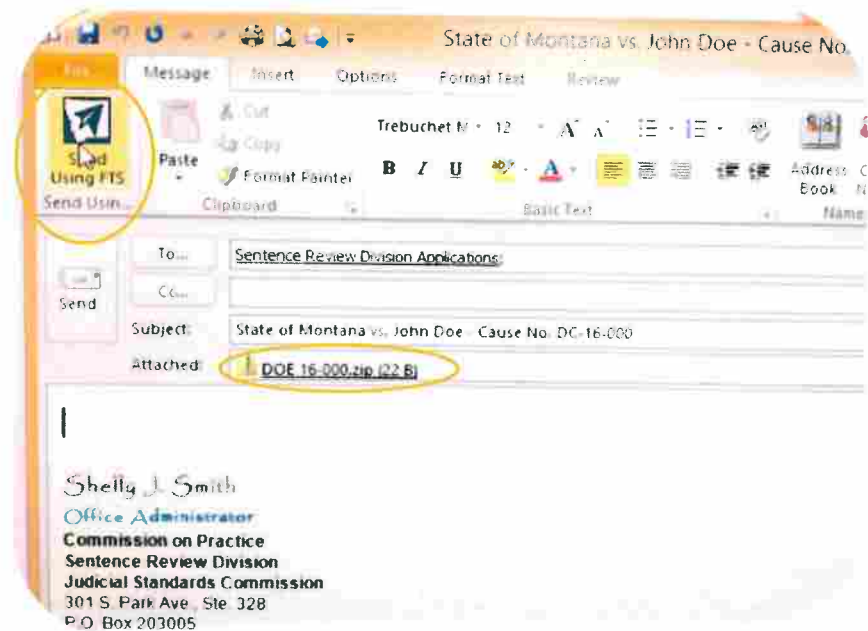 State of Montana vs. John Doe - Cause No.
File Message Insert Options Format Text Review
Send Using FTS
Send Usin...
Paste
Cut
Copy
Format Painter
Clipboard
Trebuchet M 12 A A
B I U ab A
Basic Text
Address Book
Name
Send
To... Sentence Review Division Applications;
Cc...
Subject: State of Montana vs. John Doe - Cause No. DC-16-000
Attached: DOE 16-000.zip (22 B)
Shelly J. Smith
Office Administrator
Commission on Practice
Sentence Review Division
Judicial Standards Commission
301 S. Park Ave., Ste. 328
P.O. Box 203005